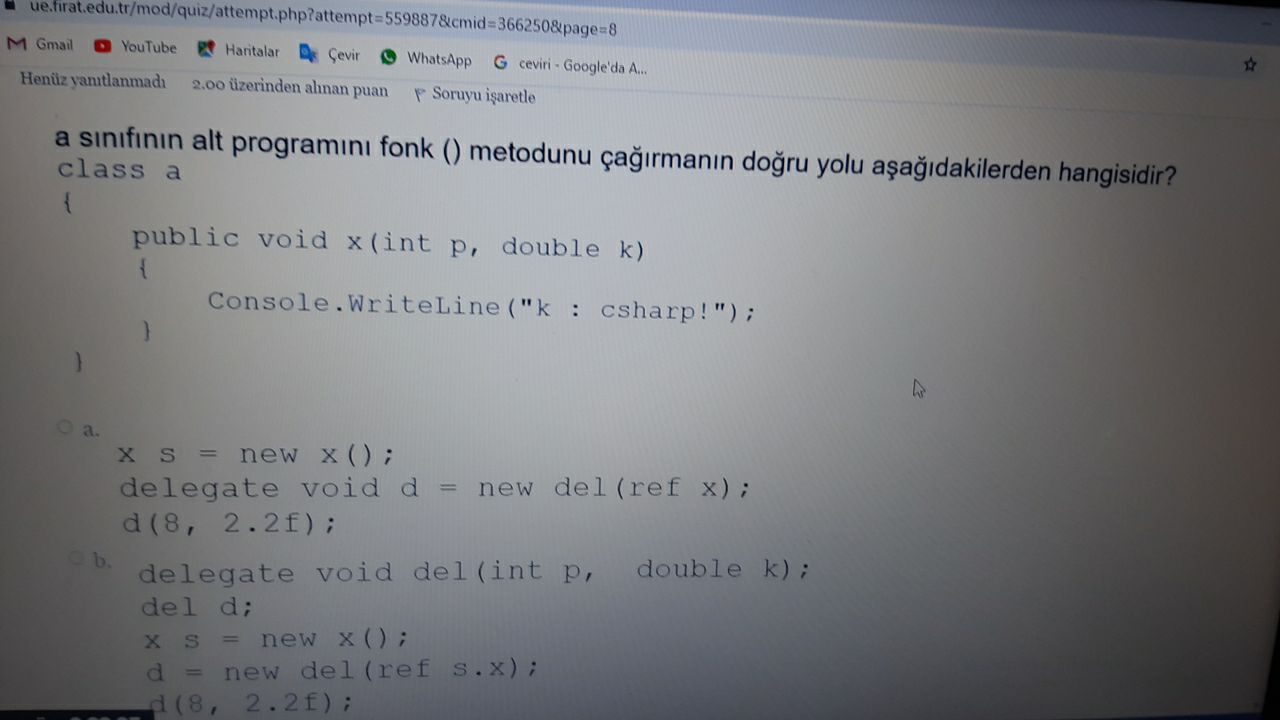 ue.firat.edu.tr/mod/quiz/attempt.php?attempt=559887&cmid=366250&page=8
Gmail YouTube Haritalar Çevir WhatsApp ceviri - Google'da A...
Henüz yanıtlanmadı 2.00 üzerinden alınan puan Soruyu işaretle
a sınıfının alt programını fonk () metodunu çağırmanın doğru yolu aşağıdakilerden hangisidir?
class a
{
public void x(int p, double k)
{
Console.WriteLine("k : csharp!");
}
}
a.
x s = new x();
delegate void d = new del(ref x);
d(8, 2.2f);
b.
delegate void del(int p, double k);
del d;
x s = new x();
d = new del(ref s.x);
d(8, 2.2f);